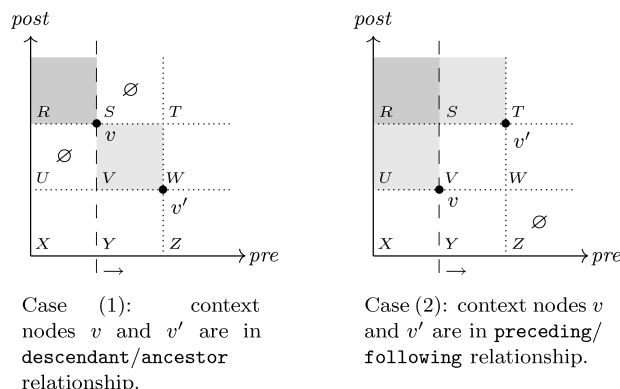 post
post
∅
R S T
R S T
v
v′
∅
U V W
U V W
v′
v
∅
X Y Z
X Y Z
pre
pre
→
→
Case (1): context
nodes v and v′ are in
descendant/ancestor
relationship.
Case (2): context nodes v
and v′ are in preceding/
following relationship.